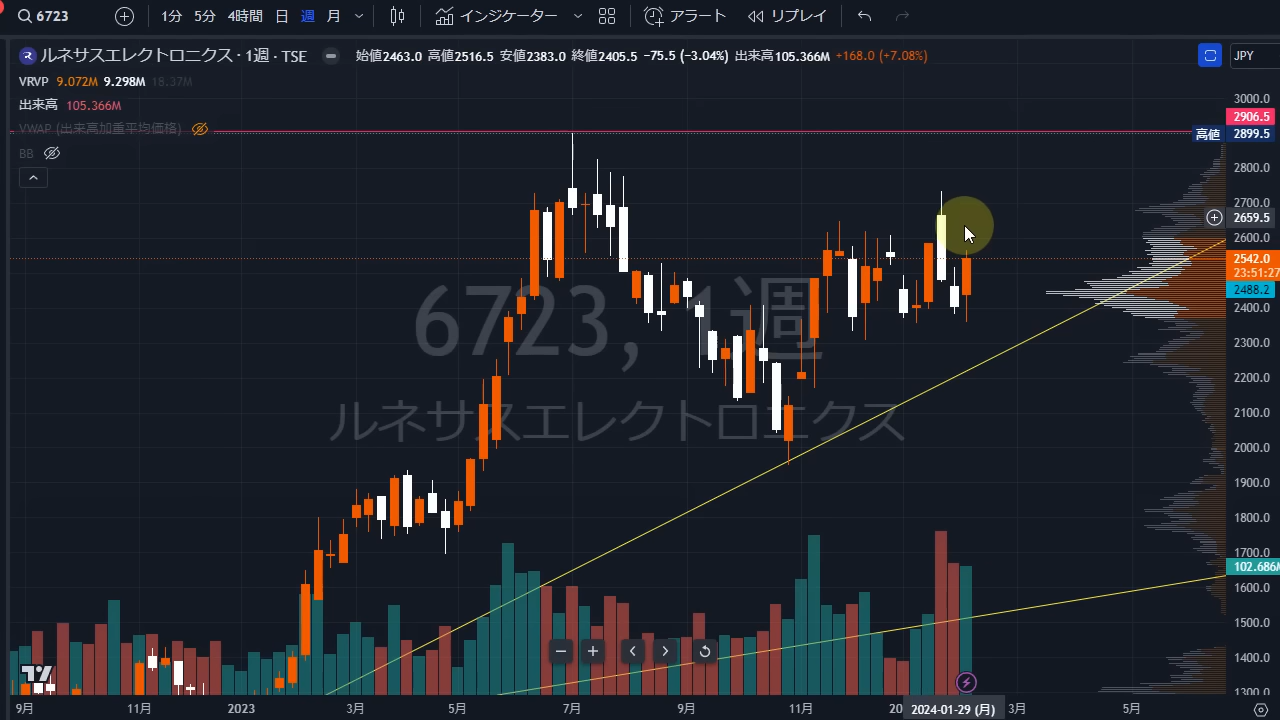 6723 1分 5分 4時間 日 週 月 インジケーター アラート リプレイ
ルネサスエレクトロニクス · 1週 · TSE 始値2463.0 高値2516.5 安値2383.0 終値2405.5 −75.5 (−3.04%) 出来高105.366M +168.0 (+7.08%) JPY
VRVP 9.072M 9.298M 18.37M
出来高 105.366M
VWAP (出来高加重平均価格)
BB
3000.0
2906.5
高値 2899.5
2800.0
2700.0
2659.5
2600.0
2542.0
23:51:27
2488.2
2400.0
2300.0
2200.0
2100.0
2000.0
1900.0
1800.0
1700.0
102.686M
1600.0
1500.0
1400.0
1300.0
6723, 1週
ルネサスエレクトロニクス
9月 11月 2023 3月 5月 7月 9月 11月 20 2024-01-29 (月) 3月 5月